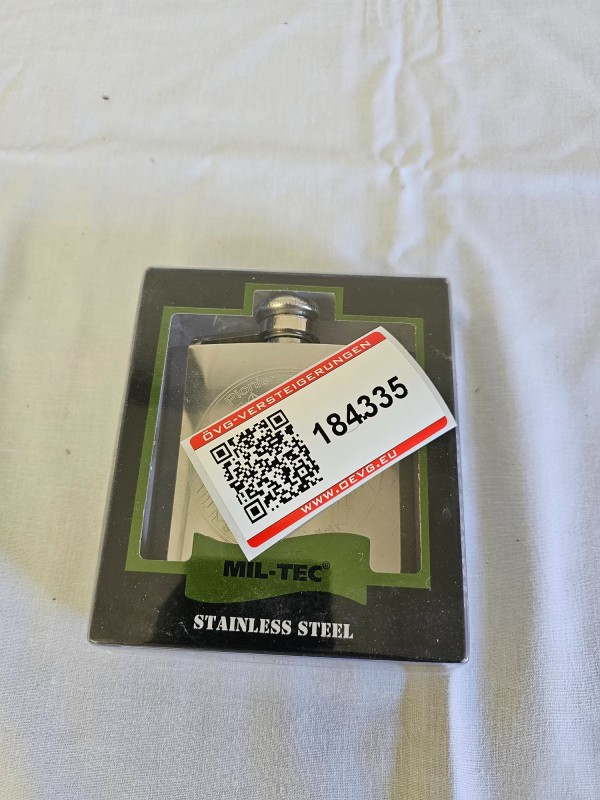 ÖVG-VERSTEIGERUNGEN
184335
WWW.OEVG.EU
MIL-TEC®
STAINLESS STEEL